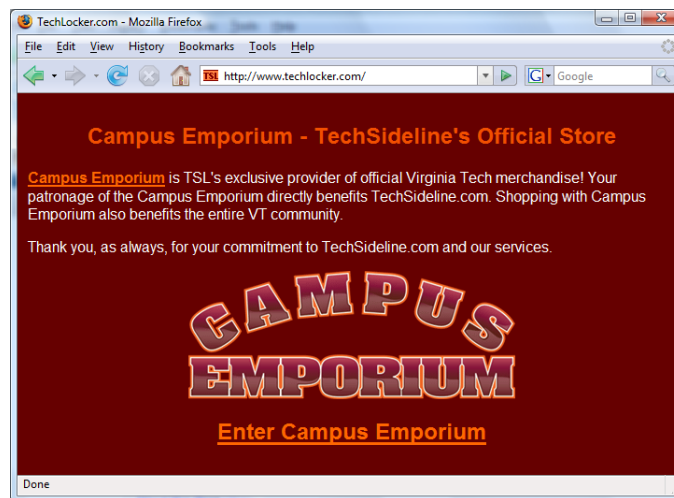 TechLocker.com - Mozilla Firefox
File Edit View History Bookmarks Tools Help
TSL http://www.techlocker.com/ G Google
Campus Emporium - TechSideline's Official Store
Campus Emporium is TSL's exclusive provider of official Virginia Tech merchandise! Your
patronage of the Campus Emporium directly benefits TechSideline.com. Shopping with Campus
Emporium also benefits the entire VT community.
Thank you, as always, for your commitment to TechSideline.com and our services.
CAMPUS
EMPORIUM
Enter Campus Emporium
Done